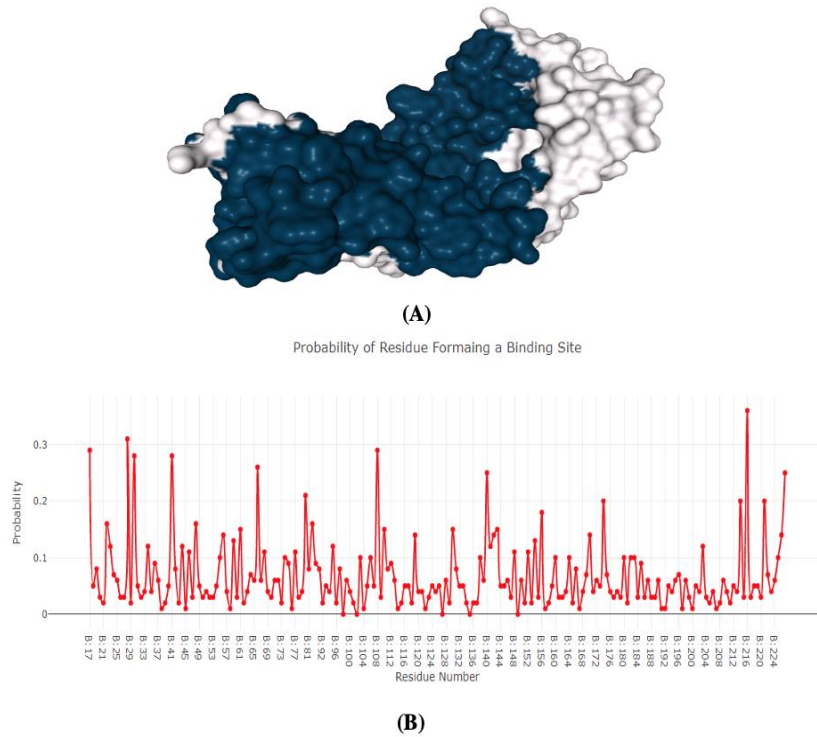 (A)
Probability of Residue Formaing a Binding Site
Probability
0.3
0.2
0.1
0
B:17 B:21 B:25 B:29 B:33 B:37 B:41 B:45 B:49 B:53 B:57 B:61 B:65 B:69 B:73 B:77 B:81 B:88 B:92 B:96 B:100 B:104 B:108 B:112 B:116 B:120 B:124 B:128 B:132 B:136 B:140 B:144 B:148 B:152 B:156 B:160 B:164 B:168 B:172 B:176 B:180 B:184 B:188 B:192 B:196 B:200 B:204 B:208 B:212 B:216 B:220 B:224
Residue Number
(B)